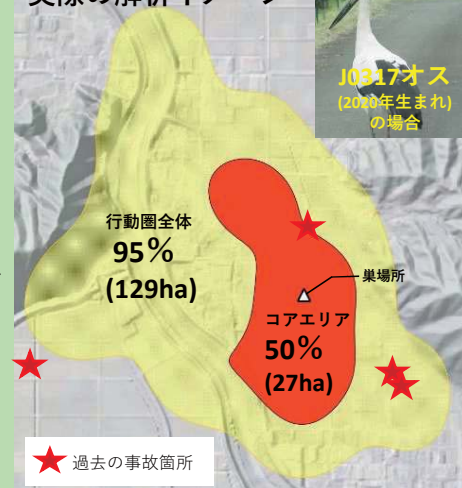 J0317オス
(2020年生まれ)
の場合
行動圏全体
95%
(129ha)
巣場所
コアエリア
50%
(27ha)
過去の事故箇所